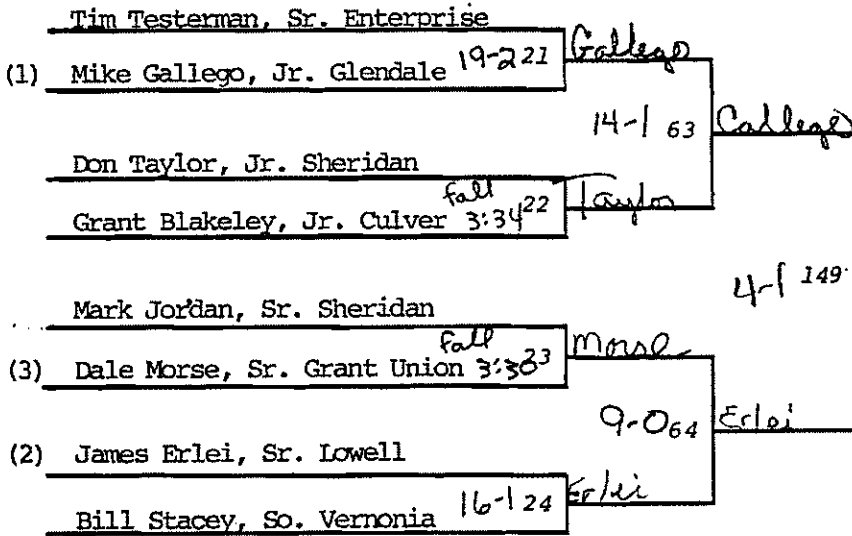 Tim Testerman, Sr. Enterprise
(1) Mike Gallego, Jr. Glendale 19-2 21 Gallego
14-1 63 Gallego
Don Taylor, Jr. Sheridan
Grant Blakeley, Jr. Culver fall 3:34 22 Taylor
4-1 149
Mark Jordan, Sr. Sheridan
(3) Dale Morse, Sr. Grant Union fall 3:30 23 Morse
9-0 64 Erlei
(2) James Erlei, Sr. Lowell
Bill Stacey, So. Vernonia 16-1 24 Erlei